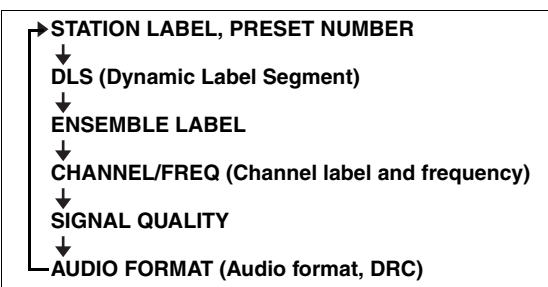 STATION LABEL, PRESET NUMBER
DLS (Dynamic Label Segment)
ENSEMBLE LABEL
CHANNEL/FREQ (Channel label and frequency)
SIGNAL QUALITY
AUDIO FORMAT (Audio format, DRC)